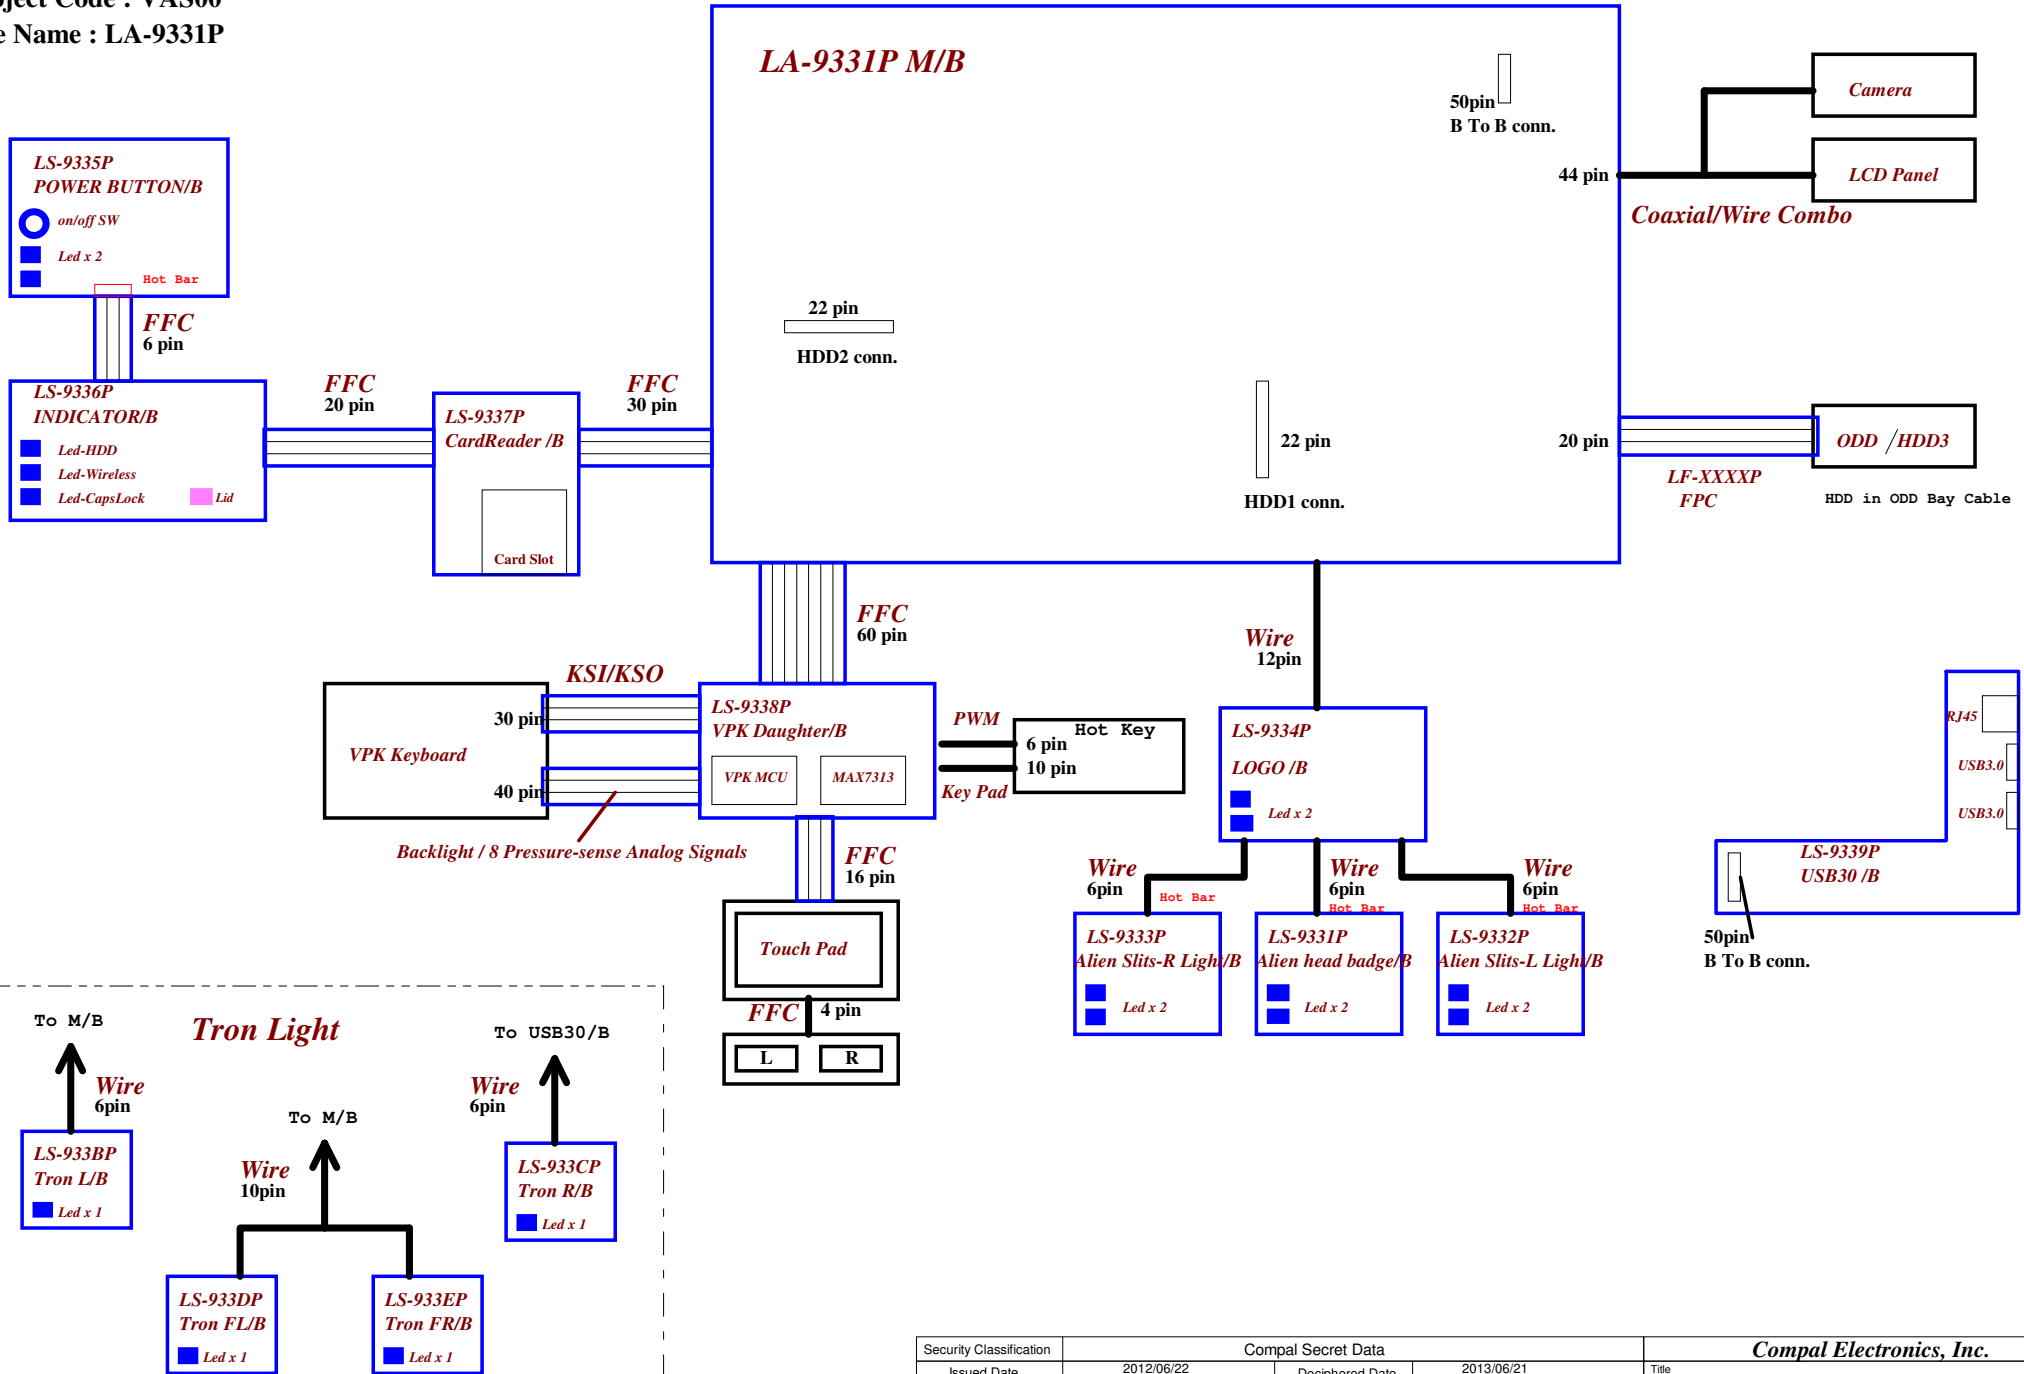 Code : VAS00
Name : LA-9331P
LA-9331P M/B
50pin
B To B conn.
Camera
44 pin
LCD Panel
Coaxial/Wire Combo
LS-9335P
POWER BUTTON/B
on/off SW
Led x 2
Hot Bar
FFC
6 pin
22 pin
HDD2 conn.
LS-9336P
INDICATOR/B
Led-HDD
Led-Wireless
Led-CapsLock
Lid
FFC
20 pin
LS-9337P
CardReader /B
Card Slot
FFC
30 pin
22 pin
HDD1 conn.
20 pin
ODD /HDD3
LF-XXXXP
FPC
HDD in ODD Bay Cable
FFC
60 pin
Wire
12pin
KSI/KSO
30 pin
VPK Keyboard
40 pin
LS-9338P
VPK Daughter/B
VPK MCU
MAX7313
PWM
Hot Key
6 pin
10 pin
Key Pad
Backlight / 8 Pressure-sense Analog Signals
FFC
16 pin
LS-9334P
LOGO /B
Led x 2
RJ45
USB3.0
USB3.0
LS-9339P
USB30 /B
50pin
B To B conn.
Wire
6pin
Hot Bar
Wire
6pin
Hot Bar
Wire
6pin
Hot Bar
LS-9333P
Alien Slits-R Light/B
Led x 2
LS-9331P
Alien head badge/B
Led x 2
LS-9332P
Alien Slits-L Light/B
Led x 2
Touch Pad
FFC
4 pin
L
R
Tron Light
To M/B
Wire
6pin
LS-933BP
Tron L/B
Led x 1
To M/B
Wire
10pin
To USB30/B
Wire
6pin
LS-933CP
Tron R/B
Led x 1
LS-933DP
Tron FL/B
Led x 1
LS-933EP
Tron FR/B
Led x 1
Security Classification
Compal Secret Data
Compal Electronics, Inc.
Issued Date
2012/06/22
Deciphered Date
2013/06/21
Title